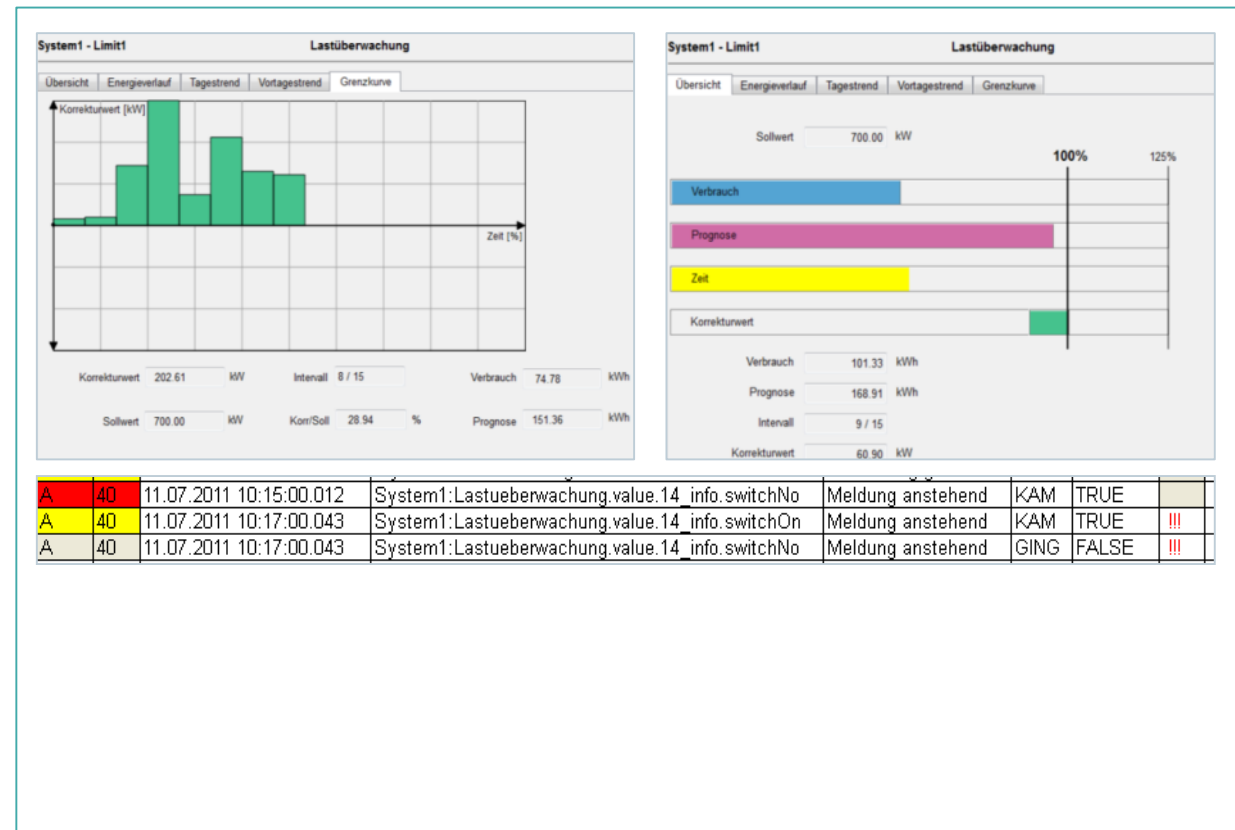 System1 - Limit1 Lastüberwachung
Übersicht Energieverlauf Tagestrend Vortagestrend Grenzkurve
Korrekturwert [kW]
Zeit [%]
Korrekturwert 202.61 kW Intervall 8 / 15 Verbrauch 74.78 kWh
Sollwert 700.00 kW Korr/Soll 28.94 % Prognose 151.36 kWh
System1 - Limit1 Lastüberwachung
Übersicht Energieverlauf Tagestrend Vortagestrend Grenzkurve
Sollwert 700.00 kW
100% 125%
Verbrauch
Prognose
Zeit
Korrekturwert
Verbrauch 101.33 kWh
Prognose 168.91 kWh
Intervall 9 / 15
Korrekturwert 60.90 kW
A 40 11.07.2011 10:15:00.012 System1:Lastueberwachung.value.14_info.switchNo Meldung anstehend KAM TRUE
A 40 11.07.2011 10:17:00.043 System1:Lastueberwachung.value.14_info.switchOn Meldung anstehend KAM TRUE !!!
A 40 11.07.2011 10:17:00.043 System1:Lastueberwachung.value.14_info.switchNo Meldung anstehend GING FALSE !!!